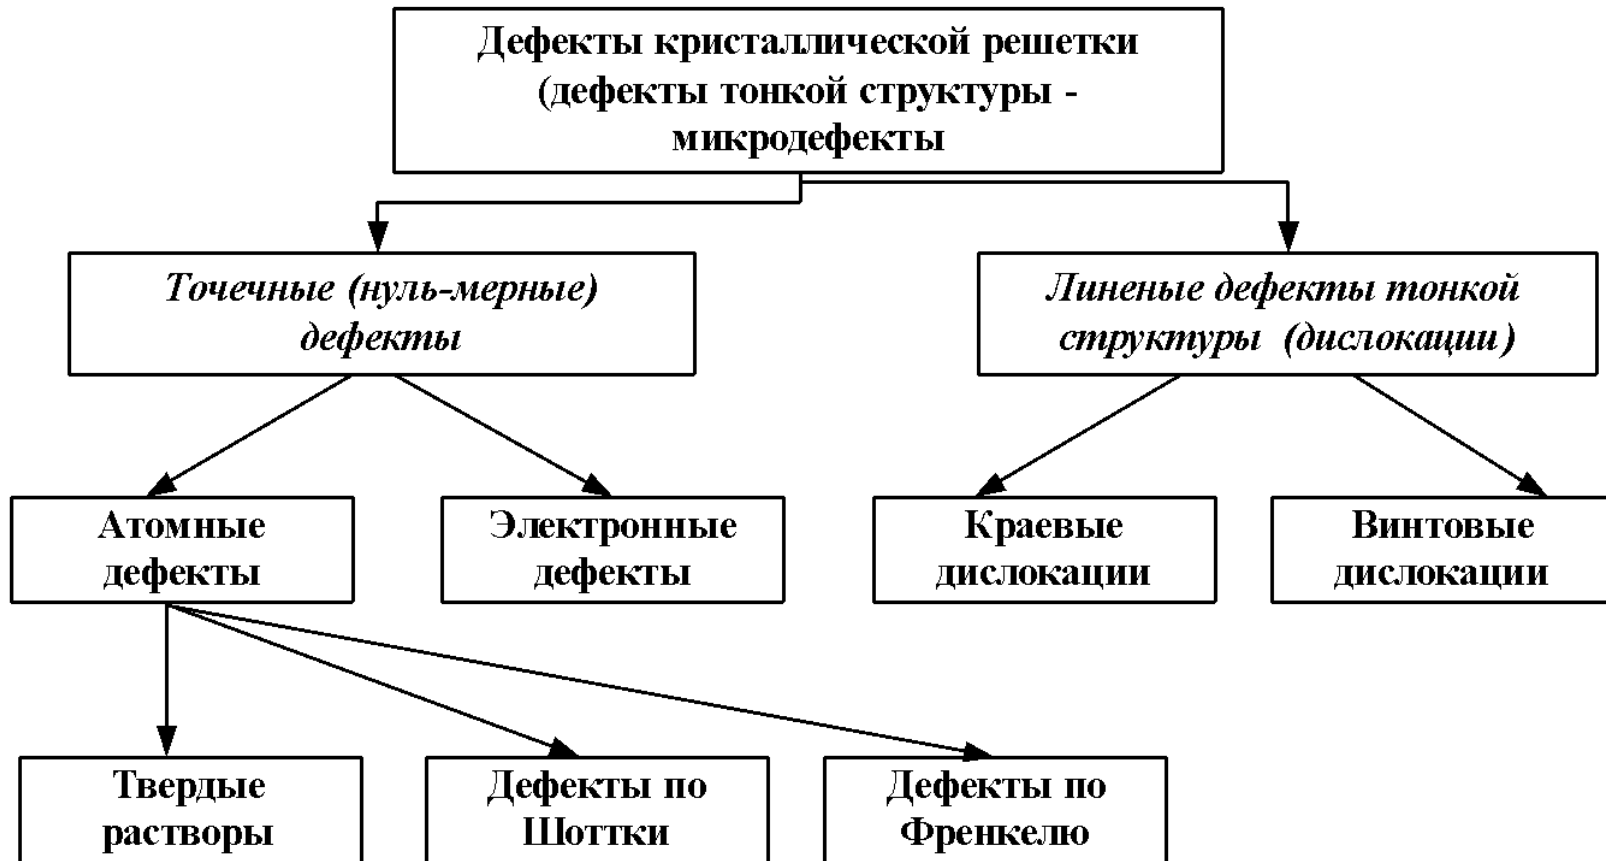 Дефекты кристаллической решетки
(дефекты тонкой структуры -
микродефекты
Точечные (нуль-мерные)
дефекты
Линеные дефекты тонкой
структуры (дислокации)
Атомные
дефекты
Электронные
дефекты
Краевые
дислокации
Винтовые
дислокации
Твердые
растворы
Дефекты по
Шоттки
Дефекты по
Френкелю